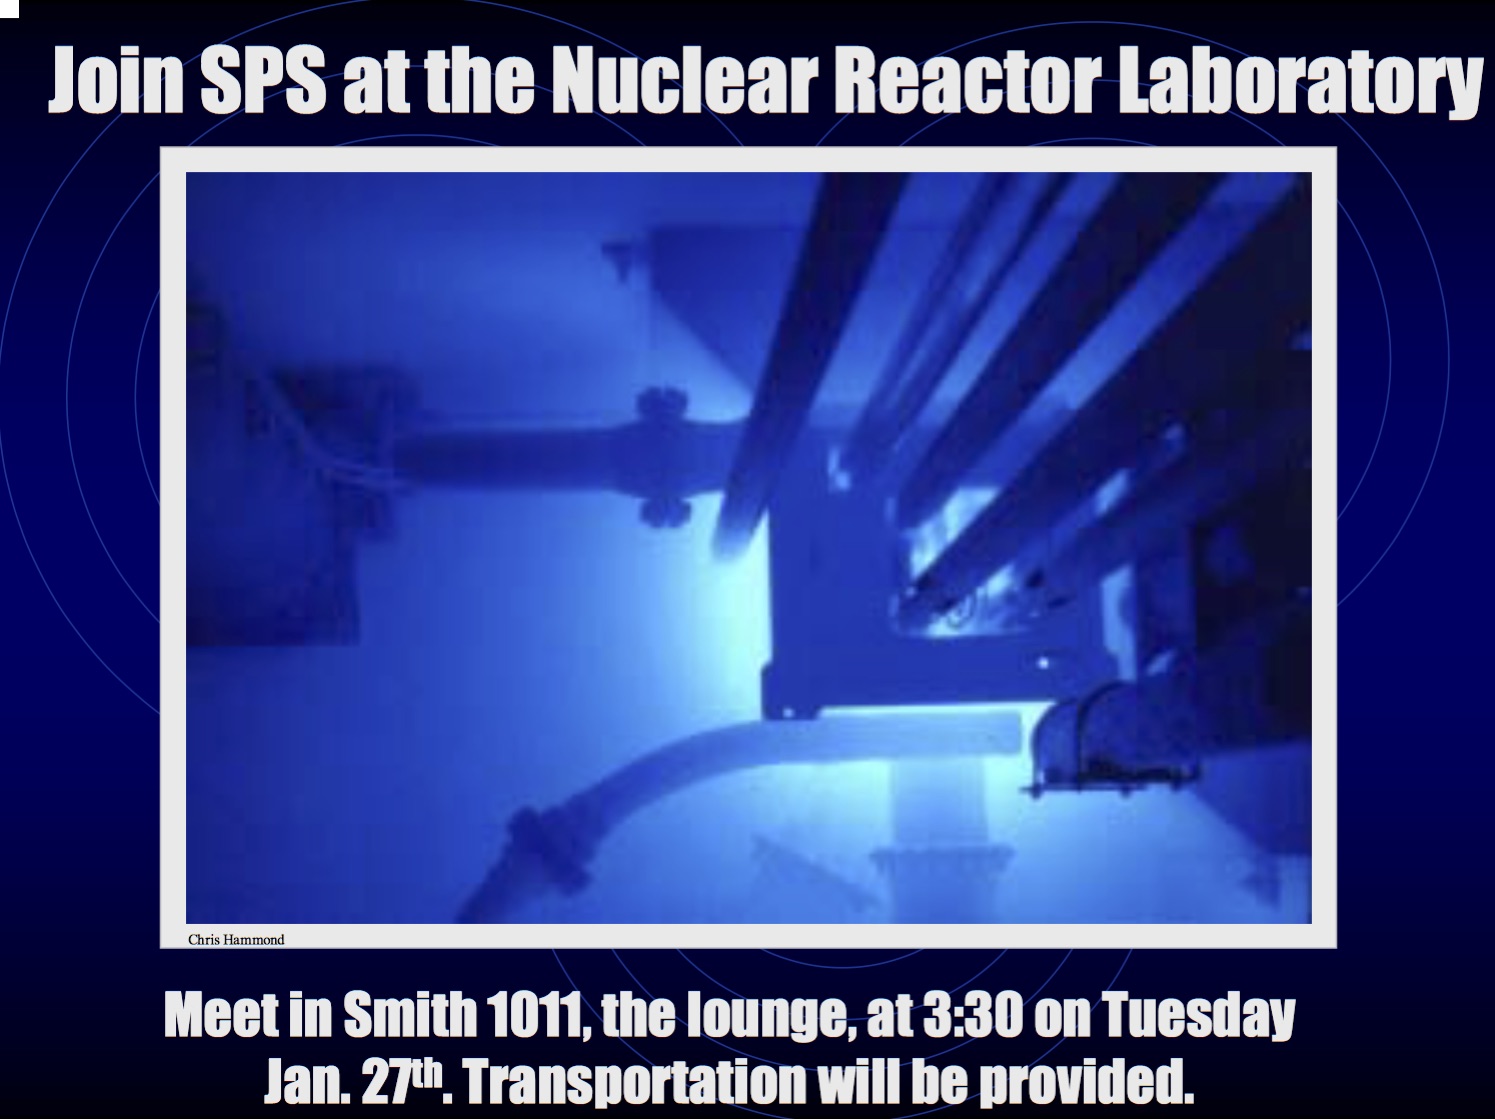 Join SPS at the Nuclear Reactor Laboratory
Chris Hammond
Meet in Smith 1011, the lounge, at 3:30 on Tuesday
Jan. 27th. Transportation will be provided.